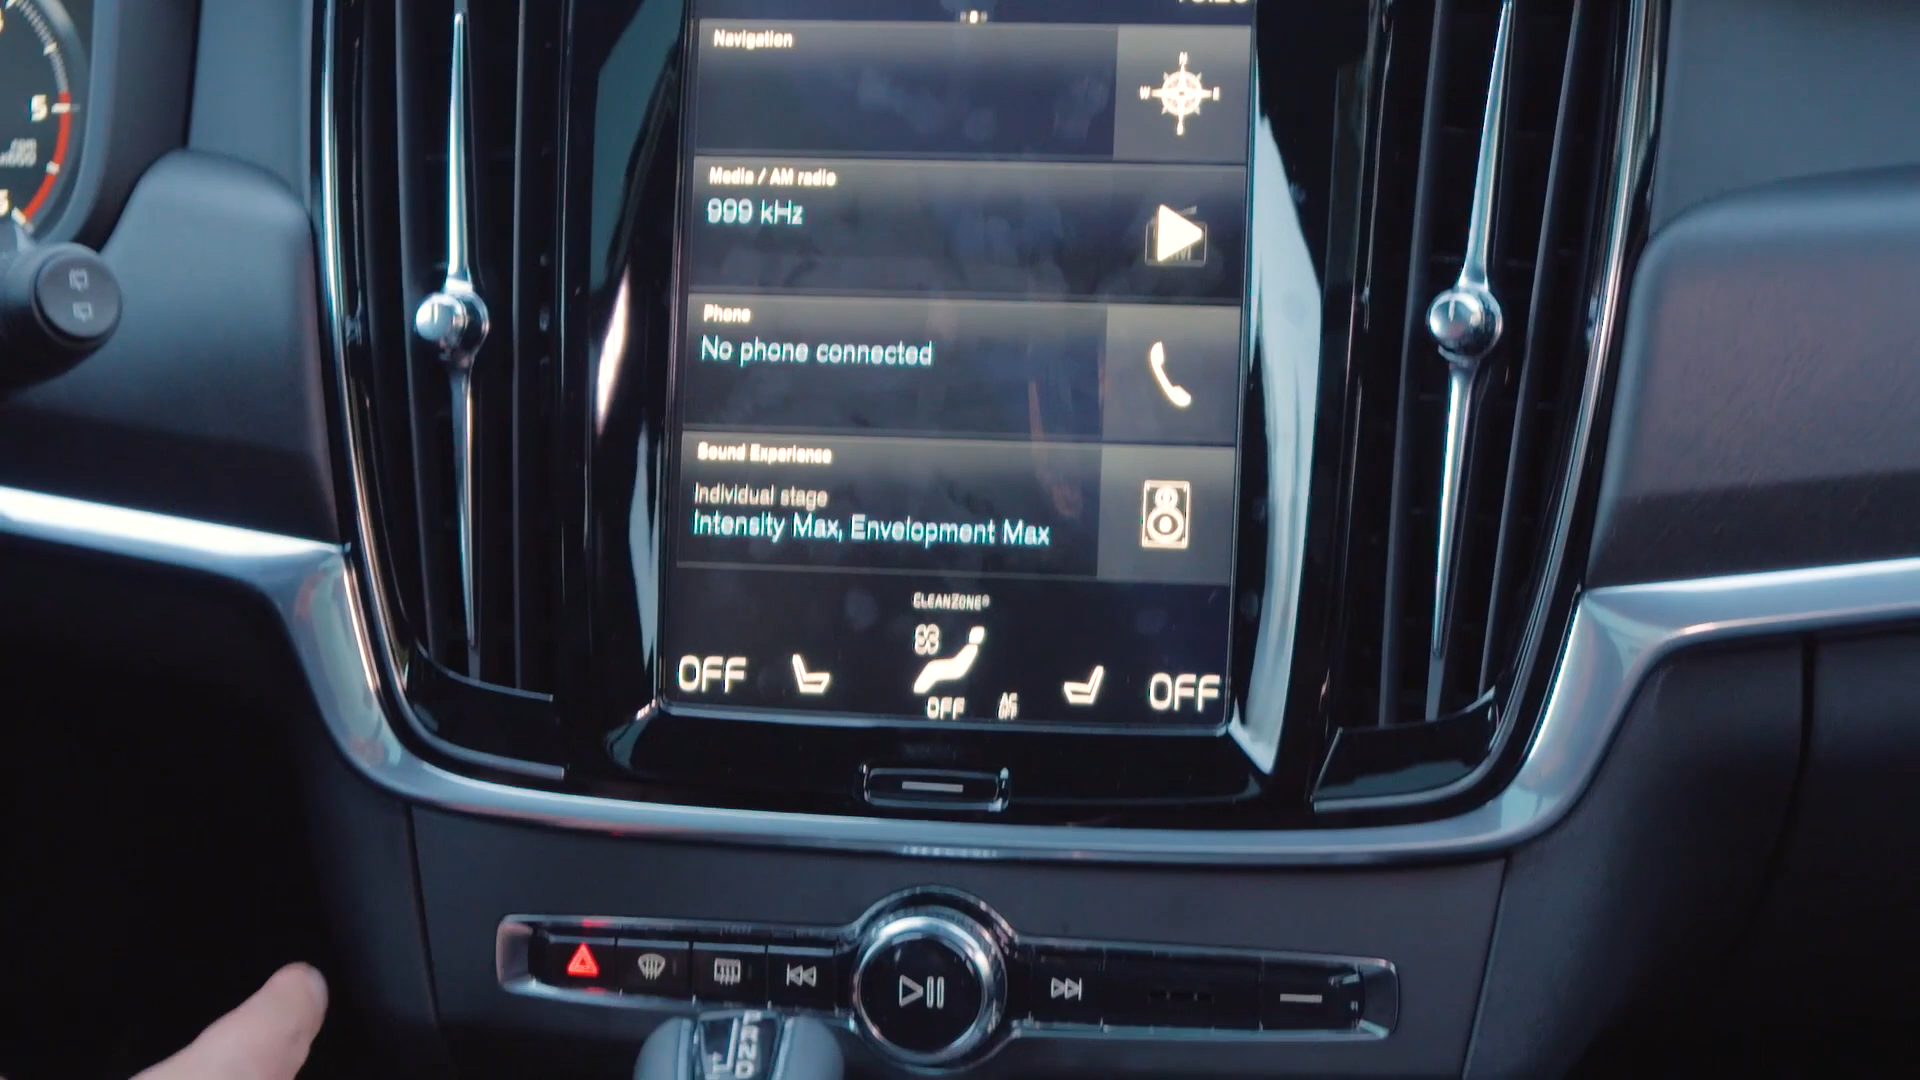 Navigation
N
W E
S
5
Media / AM radio
999 kHz
Phone
No phone connected
Sound Experience
Individual stage
Intensity Max, Envelopment Max
CLEANZONE®
OFF
OFF
OFF